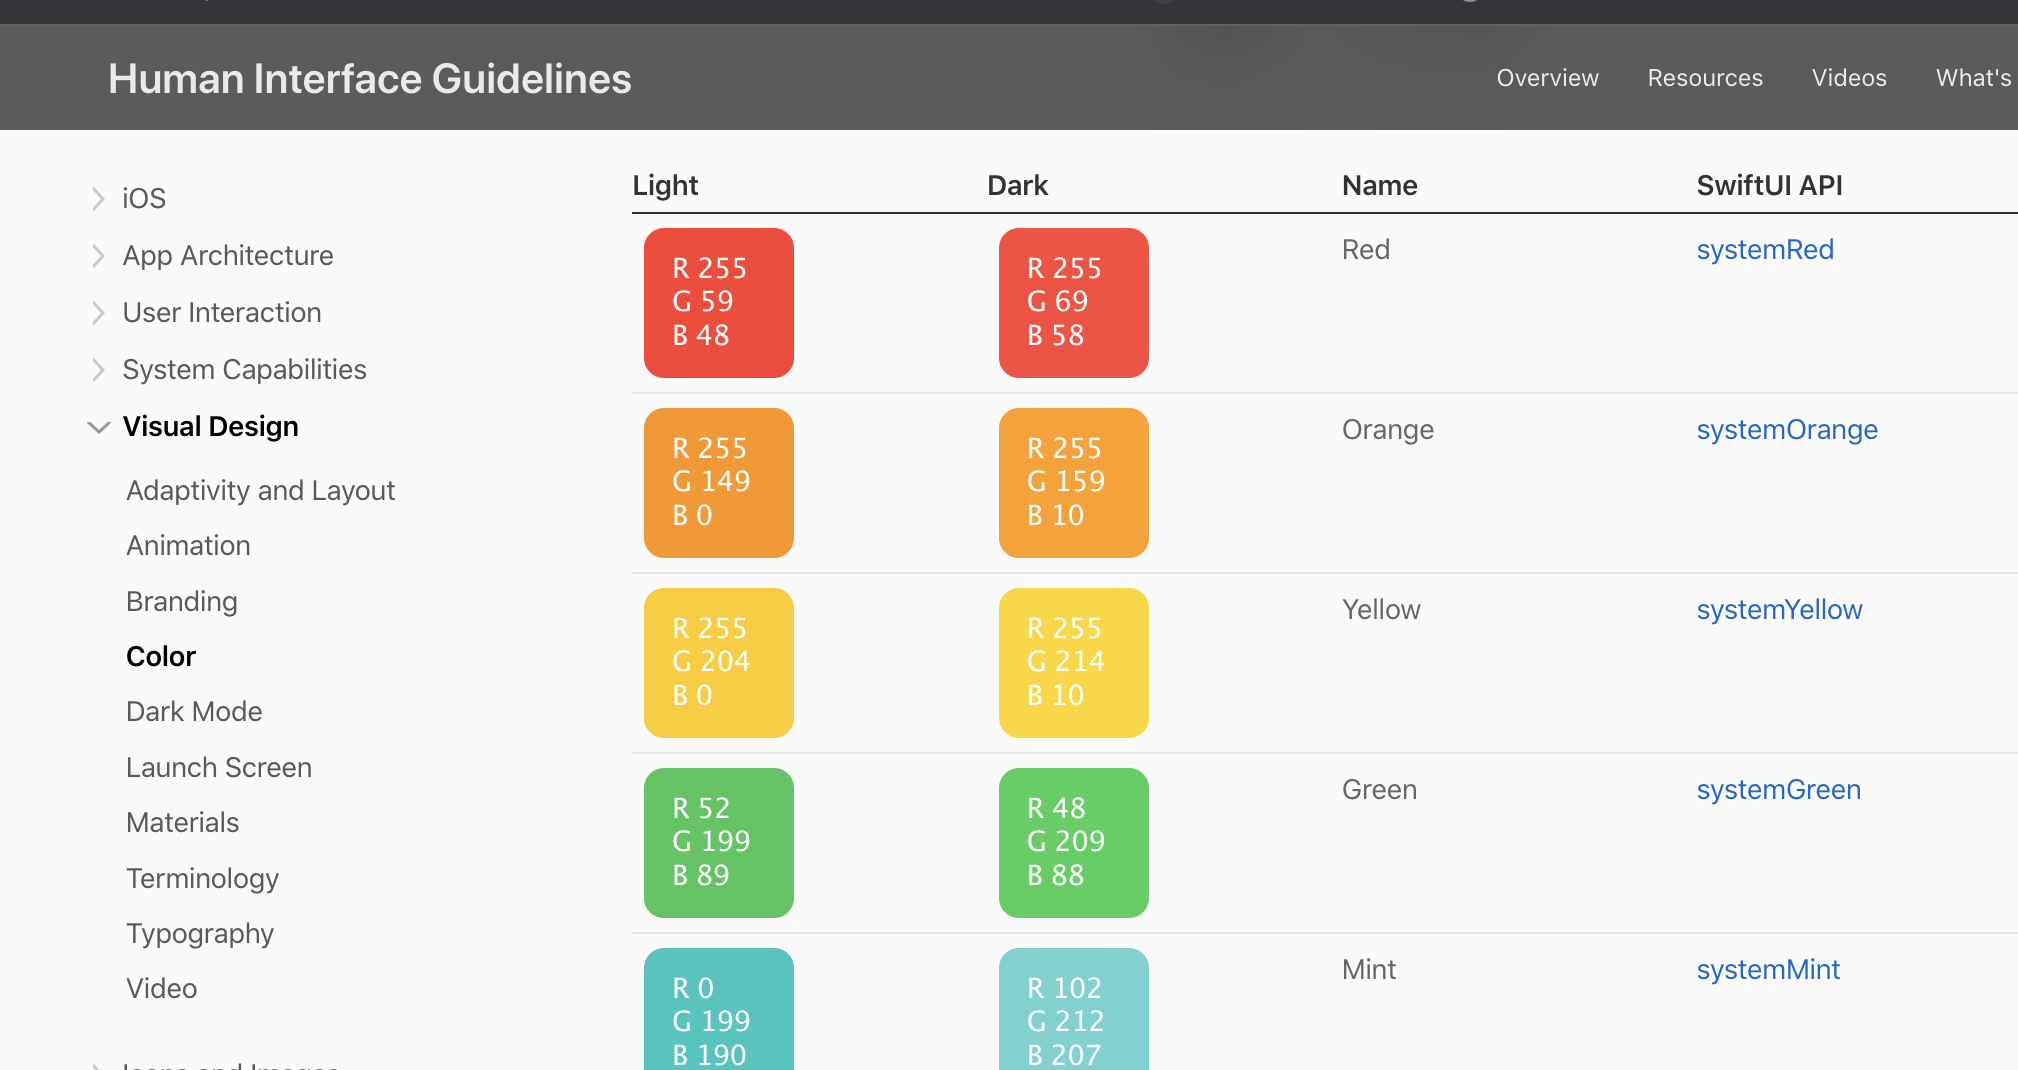 Human Interface Guidelines
Overview Resources Videos What's
iOS
App Architecture
User Interaction
System Capabilities
Visual Design
Adaptivity and Layout
Animation
Branding
Color
Dark Mode
Launch Screen
Materials
Terminology
Typography
Video
Icons and Images
Light Dark Name SwiftUI API
R 255
G 59
B 48
R 255
G 69
B 58
Red
systemRed
R 255
G 149
B 0
R 255
G 159
B 10
Orange
systemOrange
R 255
G 204
B 0
R 255
G 214
B 10
Yellow
systemYellow
R 52
G 199
B 89
R 48
G 209
B 88
Green
systemGreen
R 0
G 199
B 190
R 102
G 212
B 207
Mint
systemMint